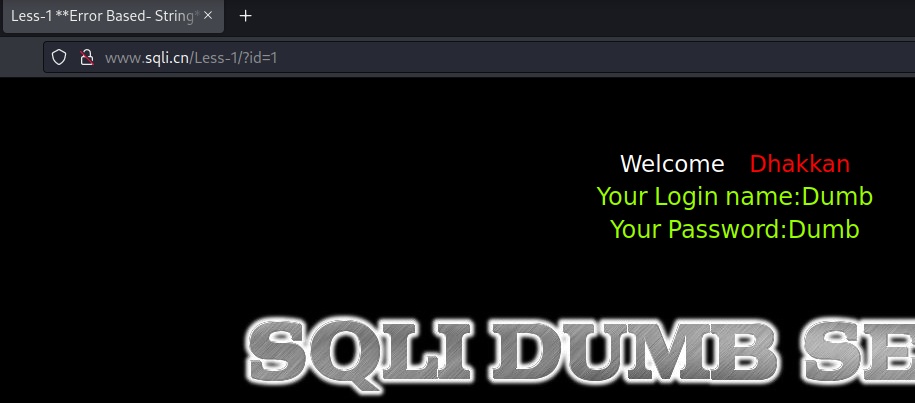 Less-1 **Error Based- String*
www.sqli.cn/Less-1/?id=1
Welcome Dhakkan
Your Login name:Dumb
Your Password:Dumb
SQLI DUMB SE